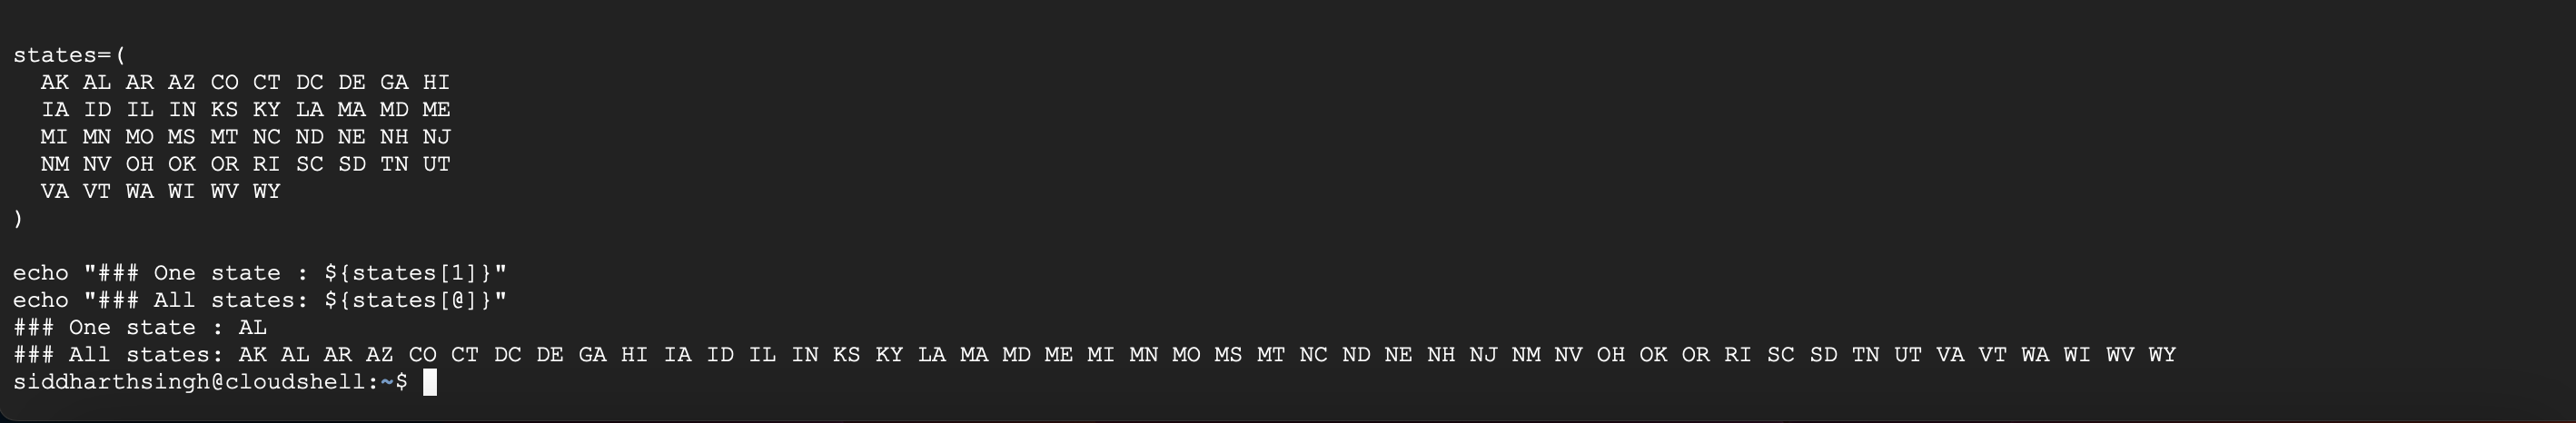 states=(
  AK AL AR AZ CO CT DC DE GA HI
  IA ID IL IN KS KY LA MA MD ME
  MI MN MO MS MT NC ND NE NH NJ
  NM NV OH OK OR RI SC SD TN UT
  VA VT WA WI WV WY
)
echo "### One state : ${states[1]}"
echo "### All states: ${states[@]}"
### One state : AL
### All states: AK AL AR AZ CO CT DC DE GA HI IA ID IL IN KS KY LA MA MD ME MI MN MO MS MT NC ND NE NH NJ NM NV OH OK OR RI SC SD TN UT VA VT WA WI WV WY
siddharthsingh@cloudshell:~$